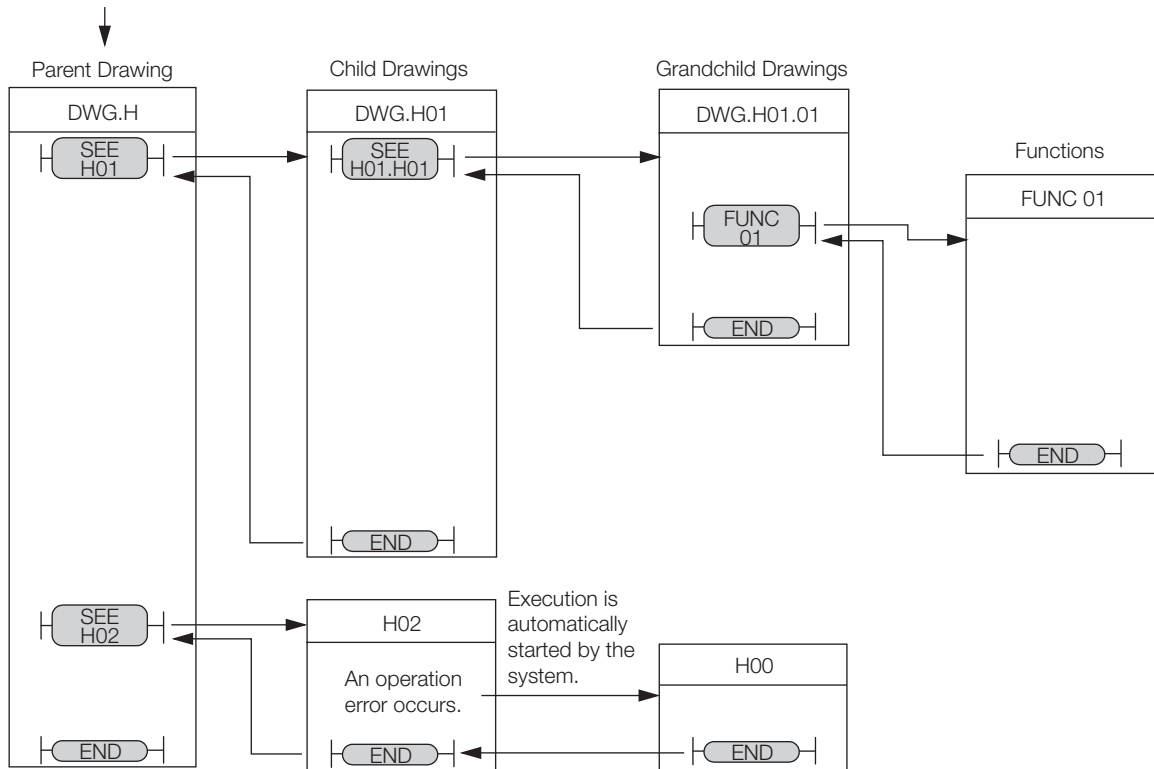 Parent Drawing
DWG.H
SEE
H01
SEE
H02
END
Child Drawings
DWG.H01
SEE
H01.H01
END
Grandchild Drawings
DWG.H01.01
FUNC
01
END
Functions
FUNC 01
END
H02
An operation
error occurs.
END
Execution is
automatically
started by the
system.
H00
END